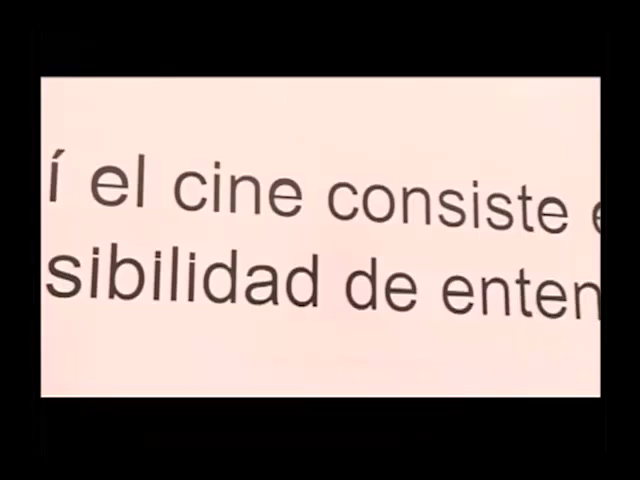 í el cine consiste e
sibilidad de enten